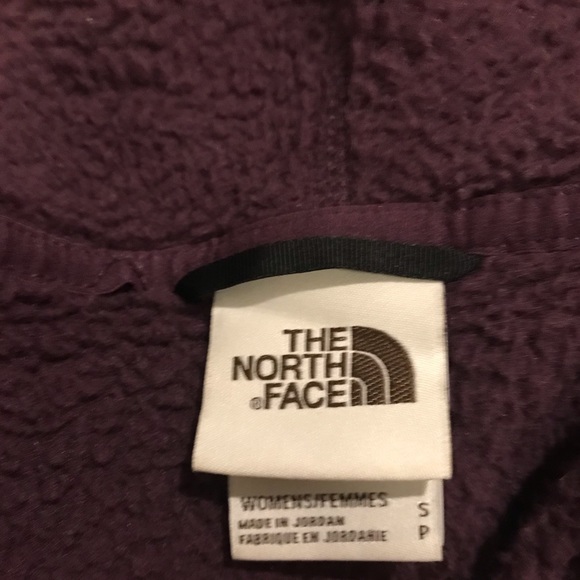 THE
NORTH
®FACE
WOMENS/FEMMES
MADE IN JORDAN
FABRIQUE EN JORDANIE
S
P